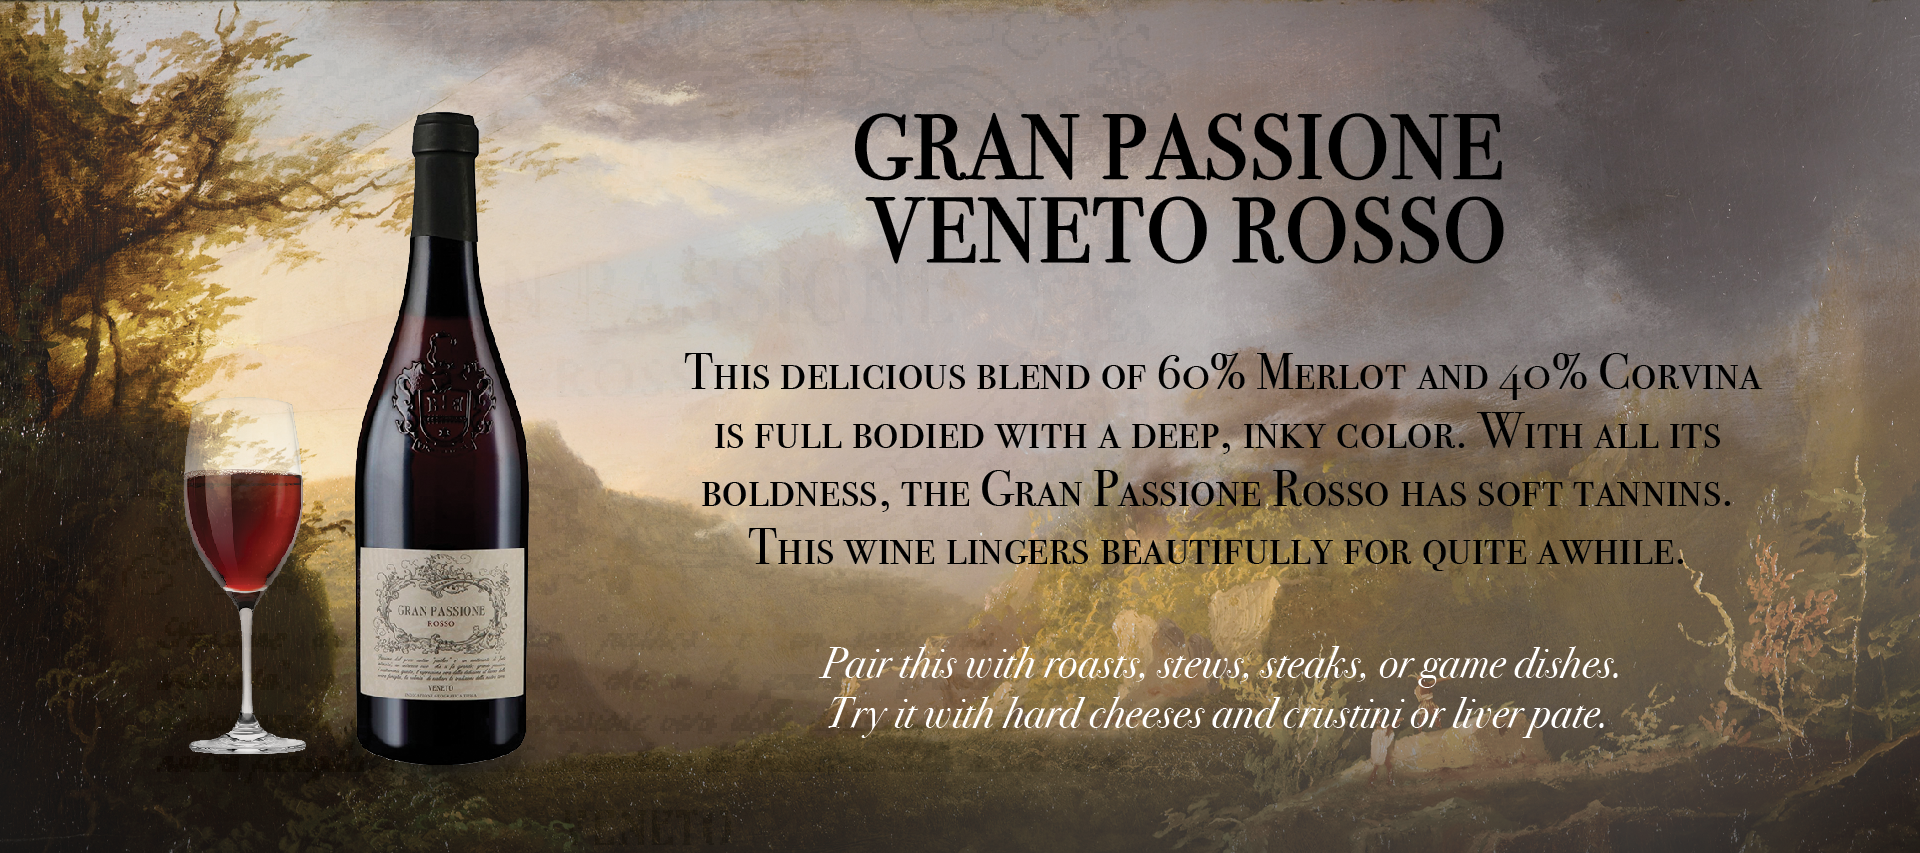 GRAN PASSIONE
VENETO ROSSO
This delicious blend of 60% Merlot and 40% Corvina
is full bodied with a deep, inky color. With all its
boldness, the Gran Passione Rosso has soft tannins.
This wine lingers beautifully for quite awhile.
Pair this with roasts, stews, steaks, or game dishes.
Try it with hard cheeses and crustini or liver pate.
GRAN PASSIONE
ROSSO
VENETO